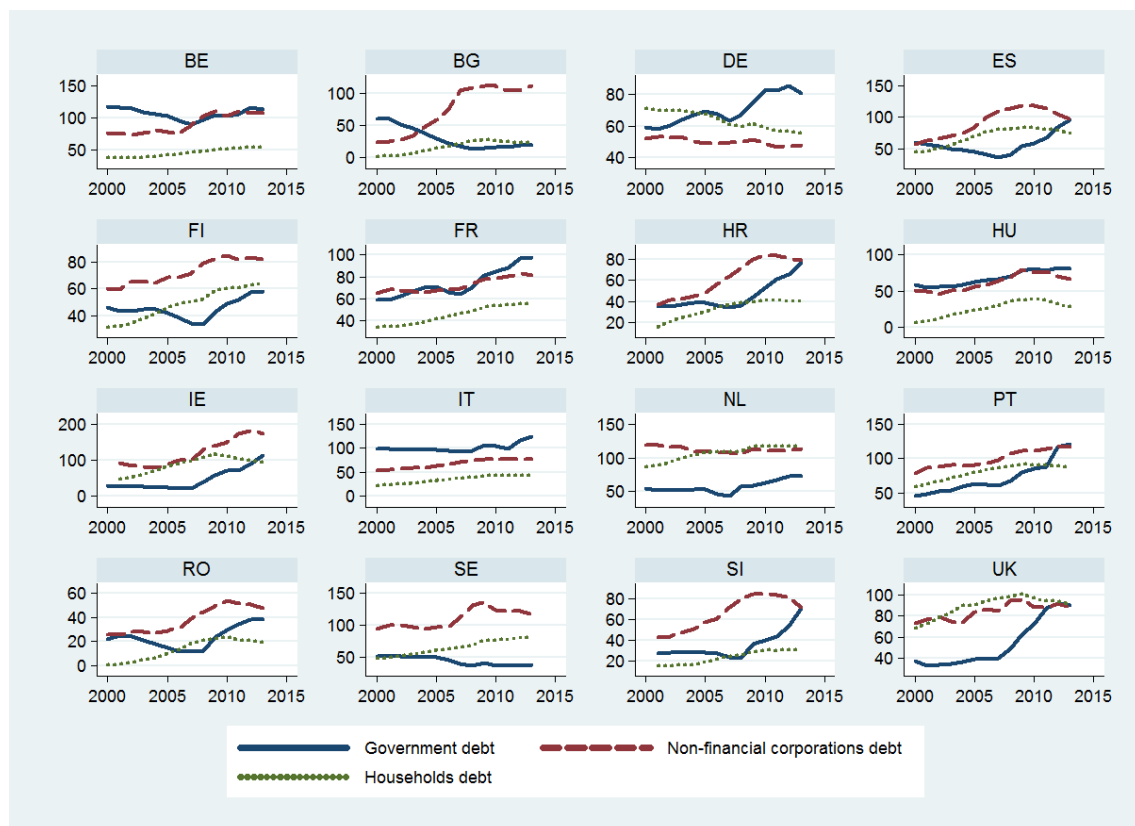 BE BG DE ES
150 100 50
100 50 0
80 60 40
150 100 50
2000 2005 2010 2015 2000 2005 2010 2015 2000 2005 2010 2015 2000 2005 2010 2015
FI FR HR HU
80 60 40
100 80 60 40
80 60 40 20
100 50 0
2000 2005 2010 2015 2000 2005 2010 2015 2000 2005 2010 2015 2000 2005 2010 2015
IE IT NL PT
200 100 0
150 100 50 0
150 100 50
150 100 50
2000 2005 2010 2015 2000 2005 2010 2015 2000 2005 2010 2015 2000 2005 2010 2015
RO SE SI UK
60 40 20 0
150 100 50
80 60 40 20
100 80 60 40
2000 2005 2010 2015 2000 2005 2010 2015 2000 2005 2010 2015 2000 2005 2010 2015
Government debt Non-financial corporations debt
Households debt